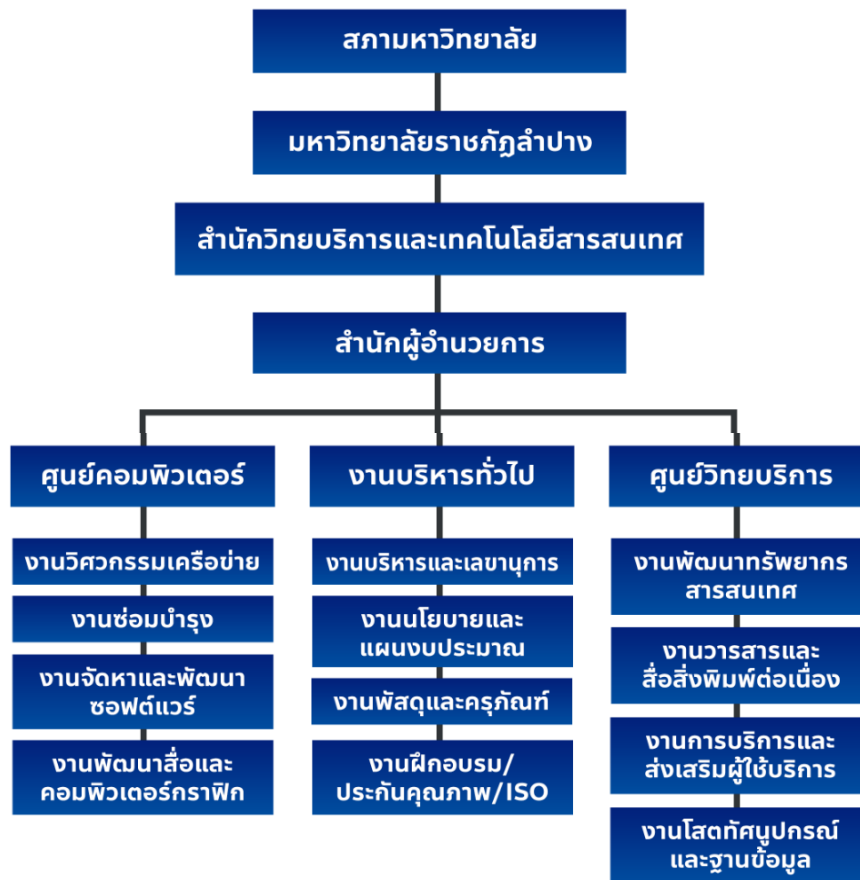 สภามหาวิทยาลัย
มหาวิทยาลัยราชภัฏลำปาง
สำนักวิทยบริการและเทคโนโลยีสารสนเทศ
สำนักผู้อำนวยการ
ศูนย์คอมพิวเตอร์
งานวิศวกรรมเครือข่าย
งานซ่อมบำรุง
งานจัดหาและพัฒนา
ซอฟต์แวร์
งานพัฒนาสื่อและ
คอมพิวเตอร์กราฟิก
งานบริหารทั่วไป
งานบริหารและเลขานุการ
งานนโยบายและ
แผนงบประมาณ
งานพัสดุและครุภัณฑ์
งานฝึกอบรม/
ประกันคุณภาพ/ISO
ศูนย์วิทยบริการ
งานพัฒนาทรัพยากร
สารสนเทศ
งานวารสารและ
สื่อสิ่งพิมพ์ต่อเนื่อง
งานการบริการและ
ส่งเสริมผู้ใช้บริการ
งานโสตทัศนูปกรณ์
และฐานข้อมูล